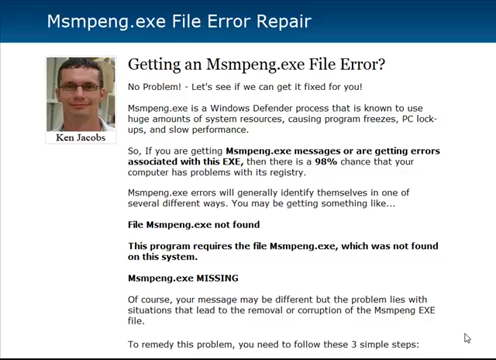 Msmpeng.exe File Error Repair
Getting an Msmpeng.exe File Error?
No Problem! - Let's see if we can get it fixed for you!
Msmpeng.exe is a Windows Defender process that is known to use
huge amounts of system resources, causing program freezes, PC lock-
ups, and slow performance.
Ken Jacobs
So, If you are getting Msmpeng.exe messages or are getting errors
associated with this EXE, then there is a 98% chance that your
computer has problems with its registry.
Msmpeng.exe errors will generally identify themselves in one of
several different ways. You may be getting something like...
File Msmpeng.exe not found
This program requires the file Msmpeng.exe, which was not found
on this system.
Msmpeng.exe MISSING
Of course, your message may be different but the problem lies with
situations that lead to the removal or corruption of the Msmpeng EXE
file.
To remedy this problem, you need to follow these 3 simple steps: